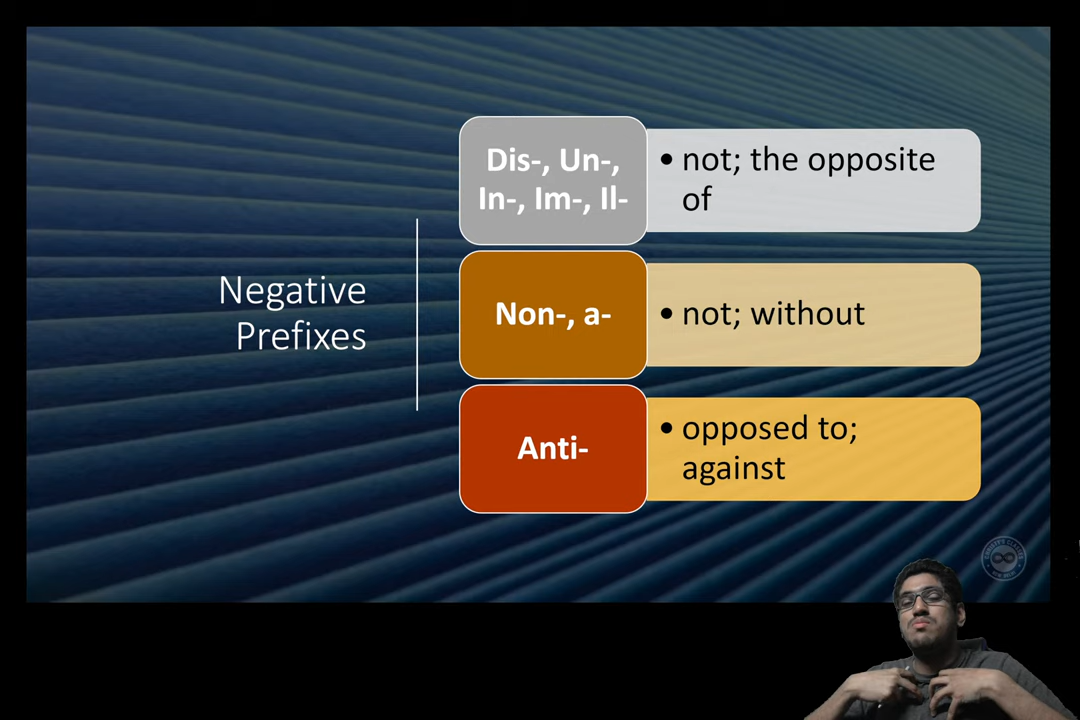 Negative
Prefixes
Dis-, Un-,
In-, Im-, Il-
• not; the opposite
of
Non-, a-
• not; without
Anti-
• opposed to;
against